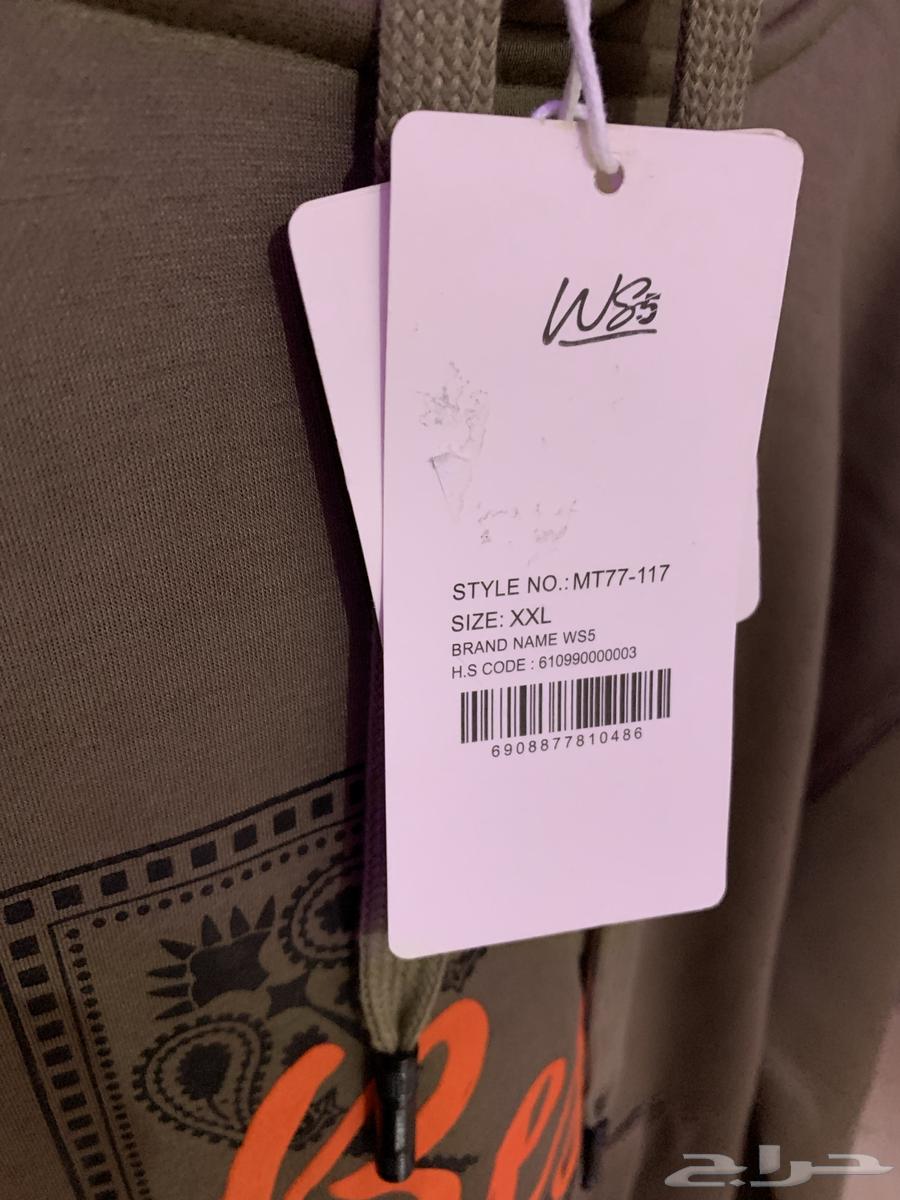 WS5
STYLE NO.: MT77-117
SIZE: XXL
BRAND NAME WS5
H.S CODE : 610990000003
6908877810486
حراج